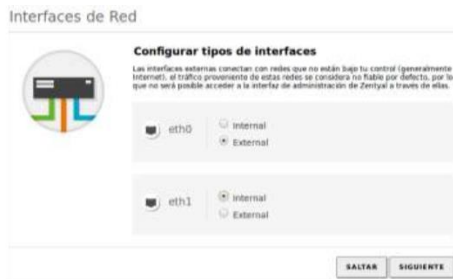 Interfaces de Red
Configurar tipos de interfaces
Las interfaces externas conectan con redes que no están bajo tu control (generalmente
Internet), el tráfico proveniente de estas redes se considera no fiable por defecto, por lo
que no será posible acceder a la interfaz de administración de Zentyal a través de ellas.
eth0
Internal
External
eth1
Internal
External
SALTAR SIGUIENTE